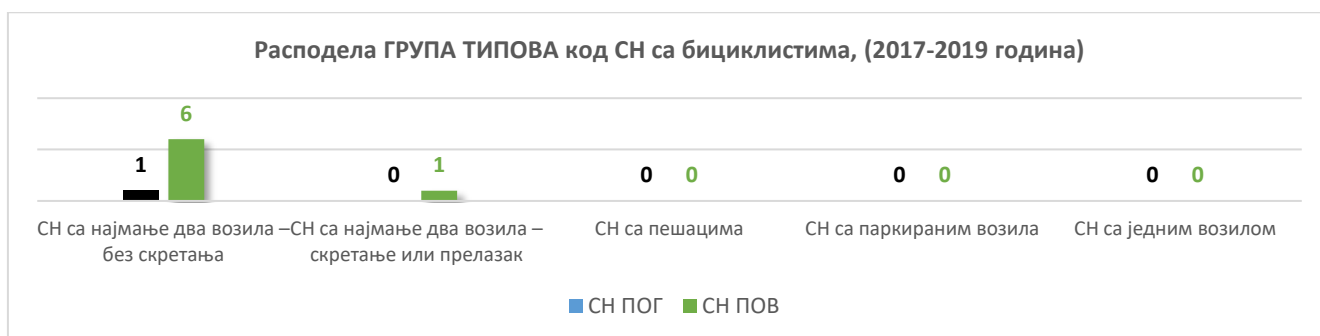 Расподела ГРУПА ТИПОВА код СН са бициклистима, (2017-2019 година)
1 6 0 1 0 0 0 0 0 0
СН са најмање два возила – без скретања
СН са најмање два возила – скретање или прелазак
СН са пешацима
СН са паркираним возила
СН са једним возилом
СН ПОГ СН ПОВ